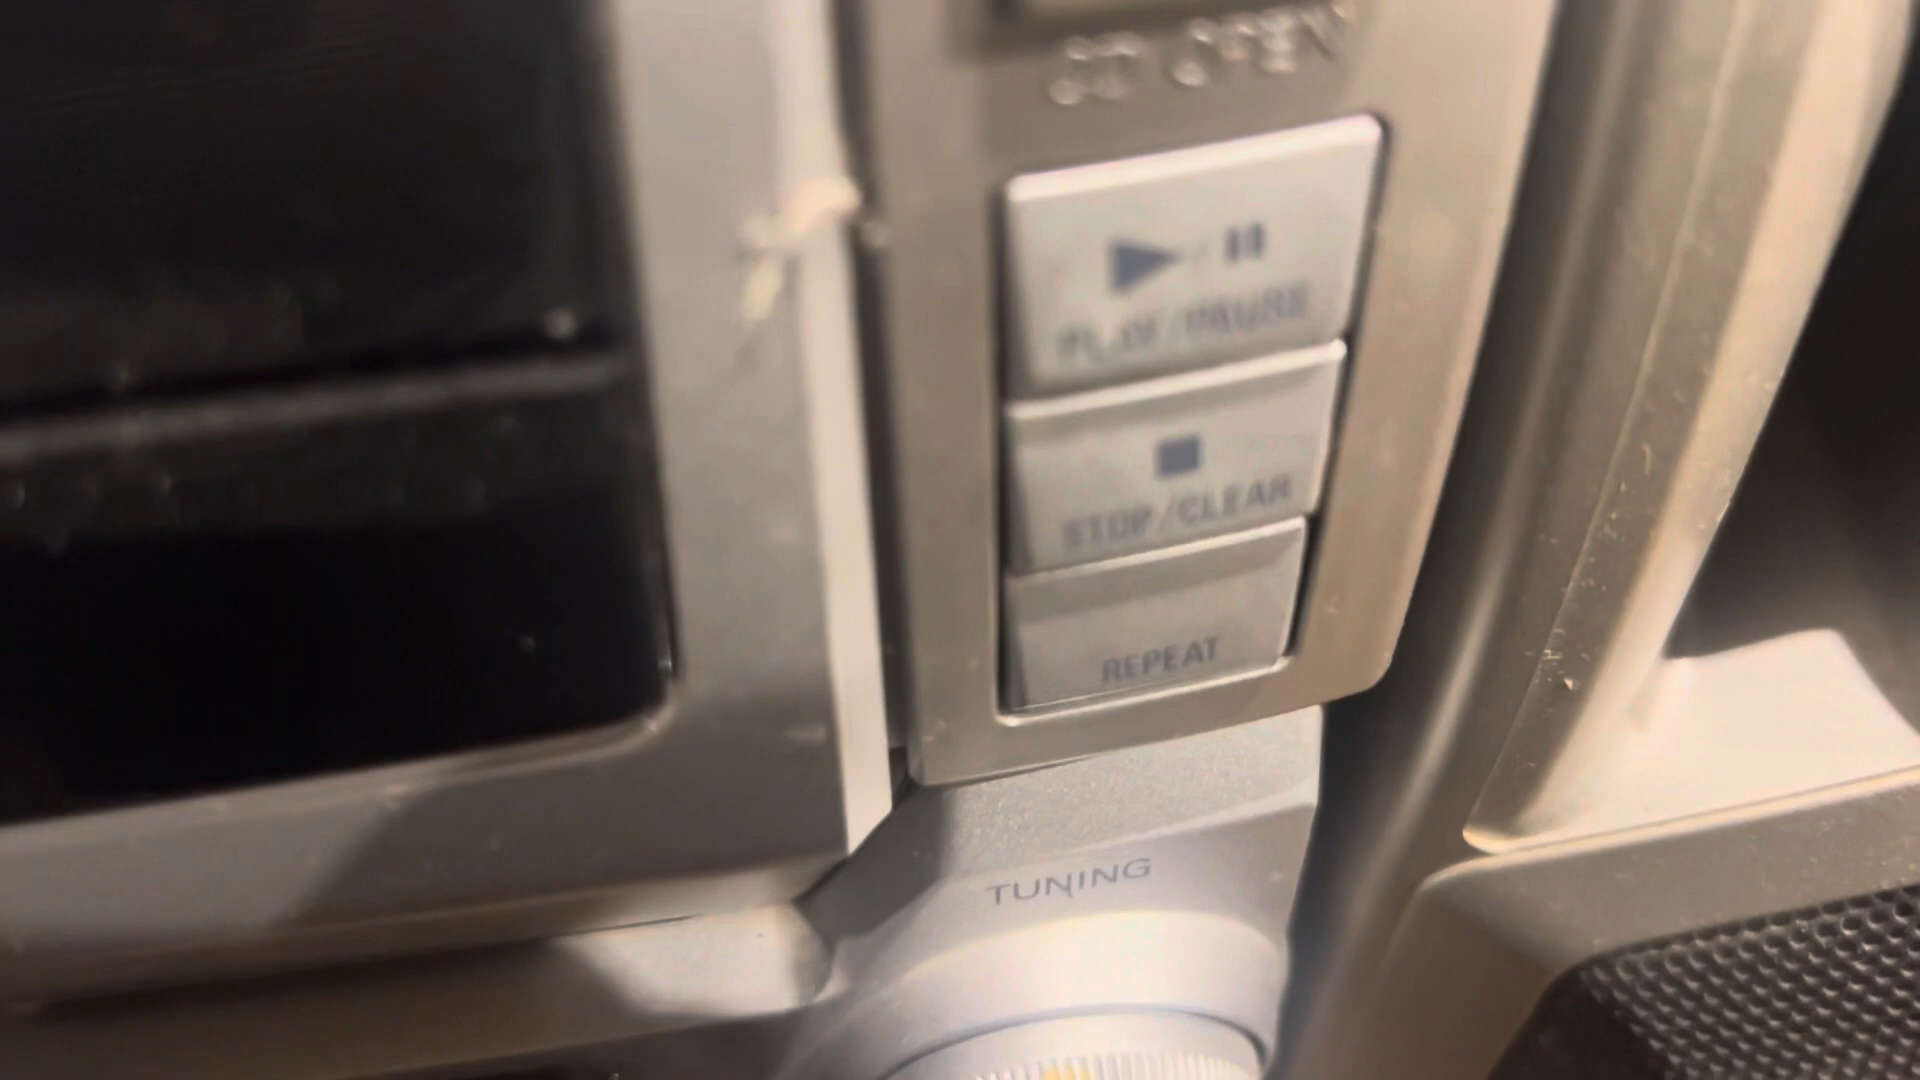 CD OPEN
PLAY/PAUSE
STOP/CLEAR
REPEAT
TUNING